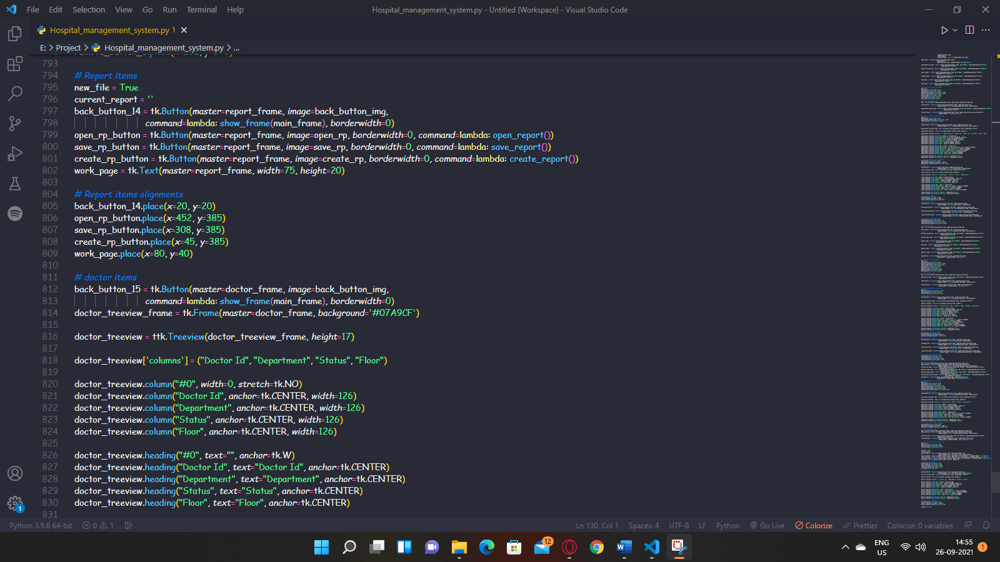 File Edit Selection View Go Run Terminal Help
Hospital_management_system.py - Untitled (Workspace) - Visual Studio Code
Hospital_management_system.py 1
E: > Project > Hospital_management_system.py > ...
793
794 # Report items
795 new_file = True
796 current_report = ''
797 back_button_14 = tk.Button(master=report_frame, image=back_button_img,
798 command=lambda: show_frame(main_frame), borderwidth=0)
799 open_rp_button = tk.Button(master=report_frame, image=open_rp, borderwidth=0, command=lambda: open_report())
800 save_rp_button = tk.Button(master=report_frame, image=save_rp, borderwidth=0, command=lambda: save_report())
801 create_rp_button = tk.Button(master=report_frame, image=create_rp, borderwidth=0, command=lambda: create_report())
802 work_page = tk.Text(master=report_frame, width=75, height=20)
803
804 # Report items alignments
805 back_button_14.place(x=20, y=20)
806 open_rp_button.place(x=452, y=385)
807 save_rp_button.place(x=308, y=385)
808 create_rp_button.place(x=45, y=385)
809 work_page.place(x=80, y=40)
810
811 # doctor items
812 back_button_15 = tk.Button(master=doctor_frame, image=back_button_img,
813 command=lambda: show_frame(main_frame), borderwidth=0)
814 doctor_treeview_frame = tk.Frame(master=doctor_frame, background='#07A9CF')
815
816 doctor_treeview = ttk.Treeview(doctor_treeview_frame, height=17)
817
818 doctor_treeview['columns'] = ("Doctor Id", "Department", "Status", "Floor")
819
820 doctor_treeview.column("#0", width=0, stretch=tk.NO)
821 doctor_treeview.column("Doctor Id", anchor=tk.CENTER, width=126)
822 doctor_treeview.column("Department", anchor=tk.CENTER, width=126)
823 doctor_treeview.column("Status", anchor=tk.CENTER, width=126)
824 doctor_treeview.column("Floor", anchor=tk.CENTER, width=126)
825
826 doctor_treeview.heading("#0", text="", anchor=tk.W)
827 doctor_treeview.heading("Doctor Id", text="Doctor Id", anchor=tk.CENTER)
828 doctor_treeview.heading("Department", text="Department", anchor=tk.CENTER)
829 doctor_treeview.heading("Status", text="Status", anchor=tk.CENTER)
830 doctor_treeview.heading("Floor", text="Floor", anchor=tk.CENTER)
831
1
Python 3.9.6 64-bit 0 1 Ln 130, Col 1 Spaces: 4 UTF-8 LF Python Go Live Colorize Prettier Colorize: 0 variables
12
ENG
US
14:55
26-09-2021
1